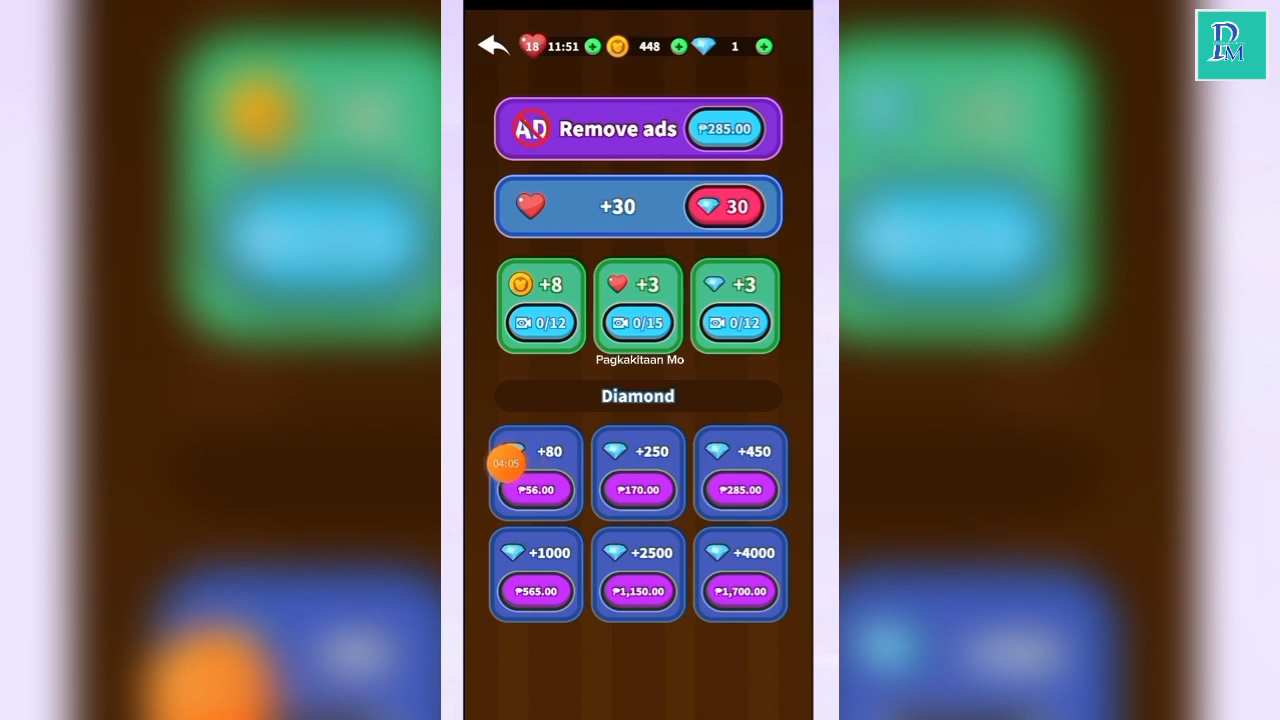 18 11:51 448 1
AD Remove ads ₱285.00
+30 30
+8 +3 +3
0/12 0/15 0/12
Pagkakitaan Mo
Diamond
+80 +250 +450
04:05
₱56.00 ₱170.00 ₱285.00
+1000 +2500 +4000
₱565.00 ₱1,150.00 ₱1,700.00
PM